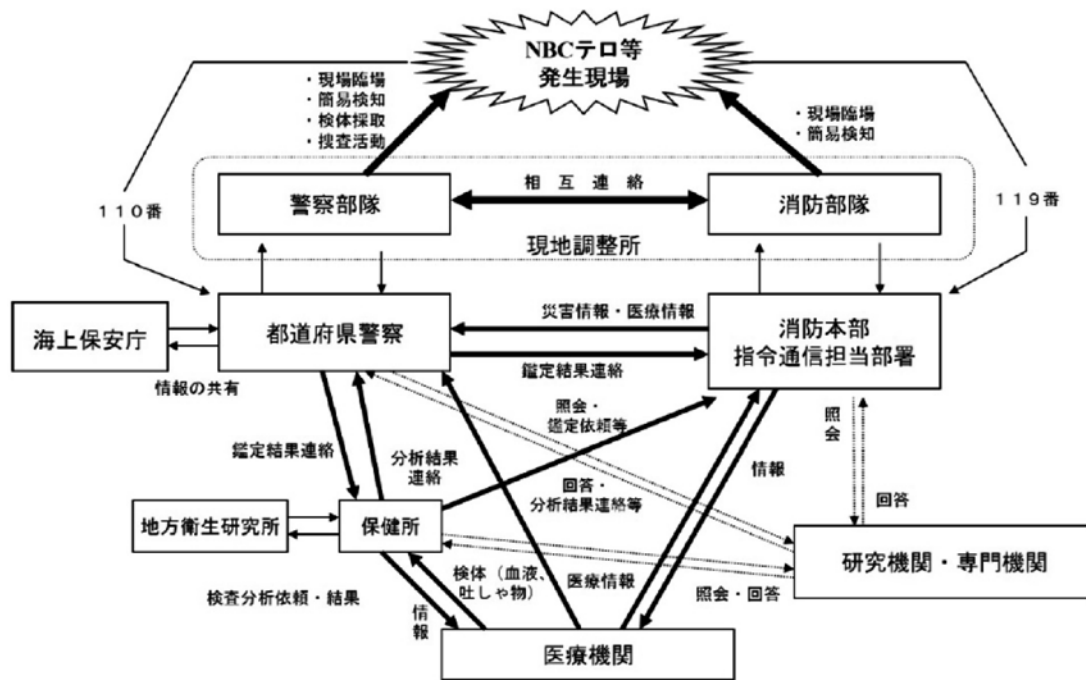 NBCテロ等
発生現場
・現場臨場
・簡易検知
・検体採取
・捜査活動
・現場臨場
・簡易検知
110番
警察部隊
相互連絡
消防部隊
119番
現地調整所
海上保安庁
都道府県警察
災害情報・医療情報
消防本部
指令通信担当部署
鑑定結果連絡
情報の共有
照会・
鑑定依頼等
照会
鑑定結果連絡
分析結果
連絡
情報
回答・
分析結果連絡等
回答
地方衛生研究所
保健所
研究機関・専門機関
検体（血液、
吐しゃ物）
医療情報
照会・回答
検査分析依頼・結果
情報
医療機関